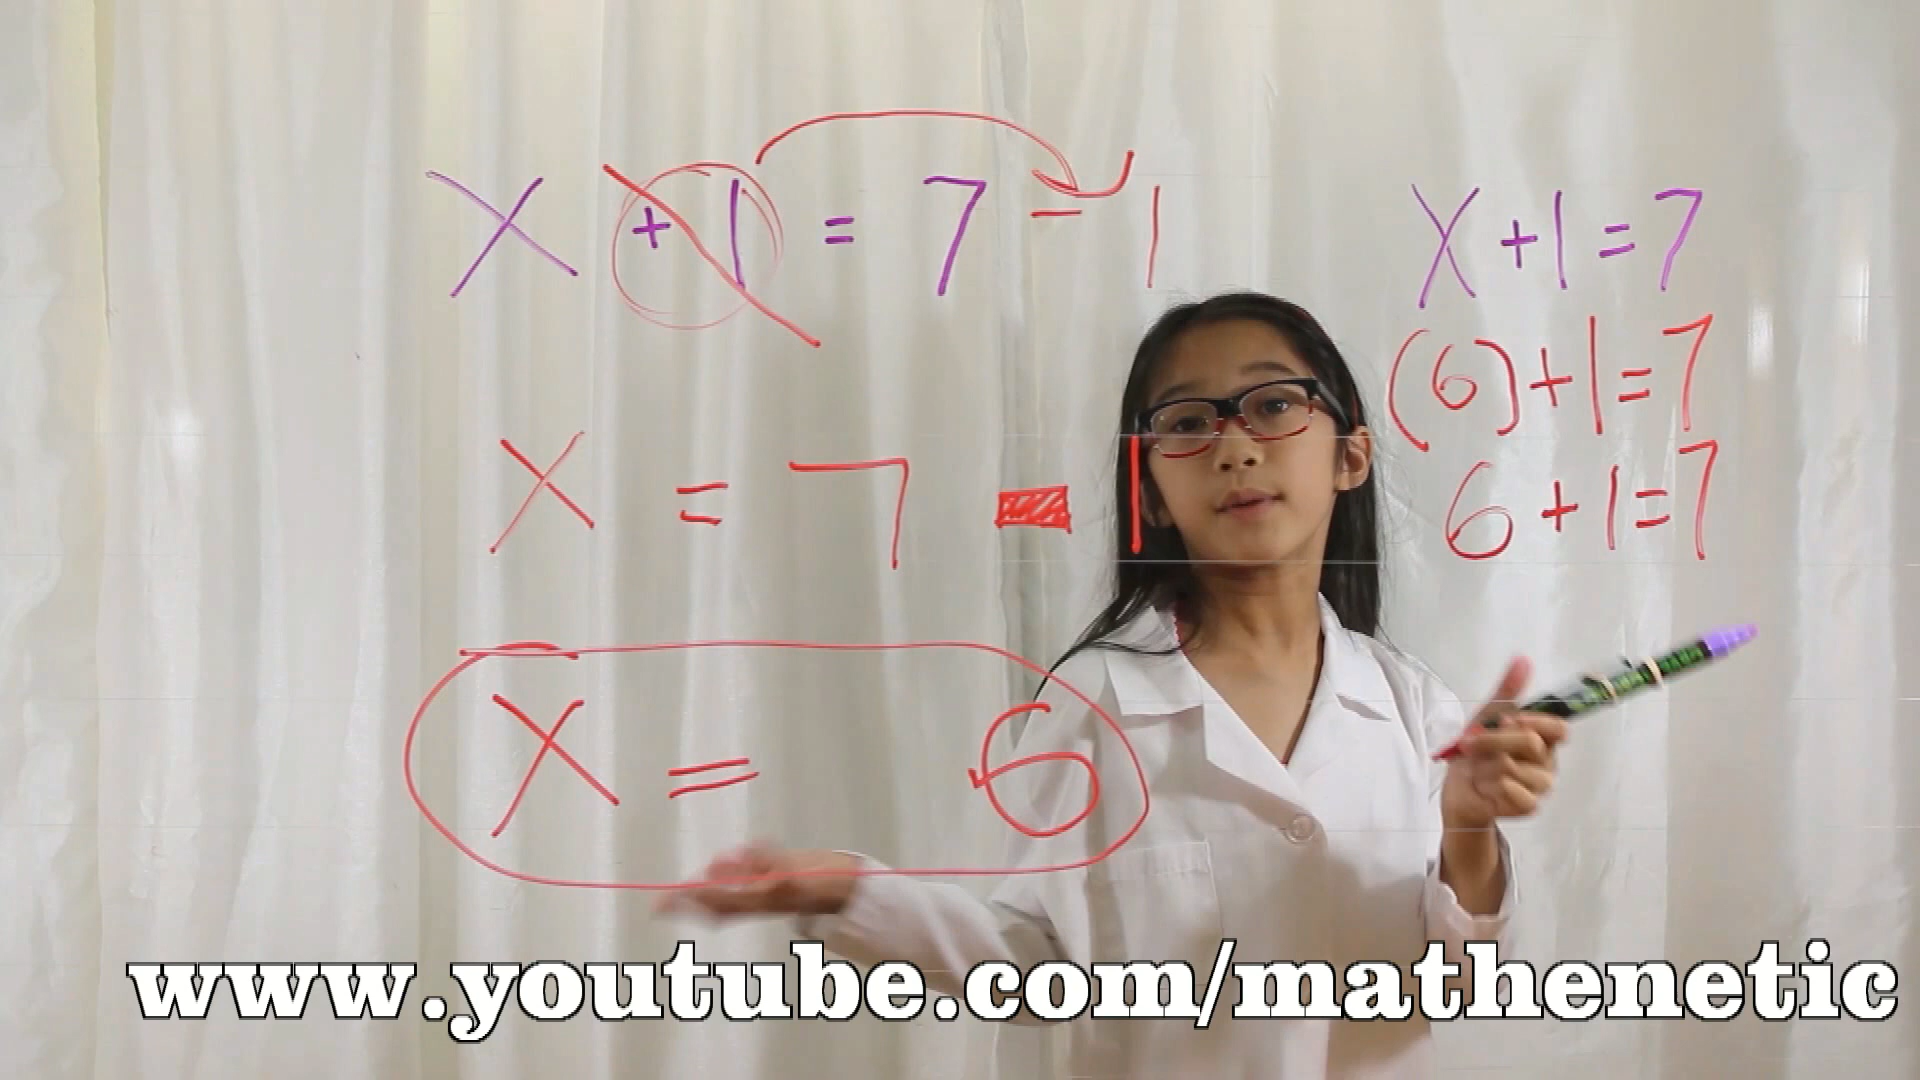 X + 1 = 7 - 1
X = 7 - 1
X = 6
X + 1 = 7
(6) + 1 = 7
6 + 1 = 7
www.youtube.com/mathenetic